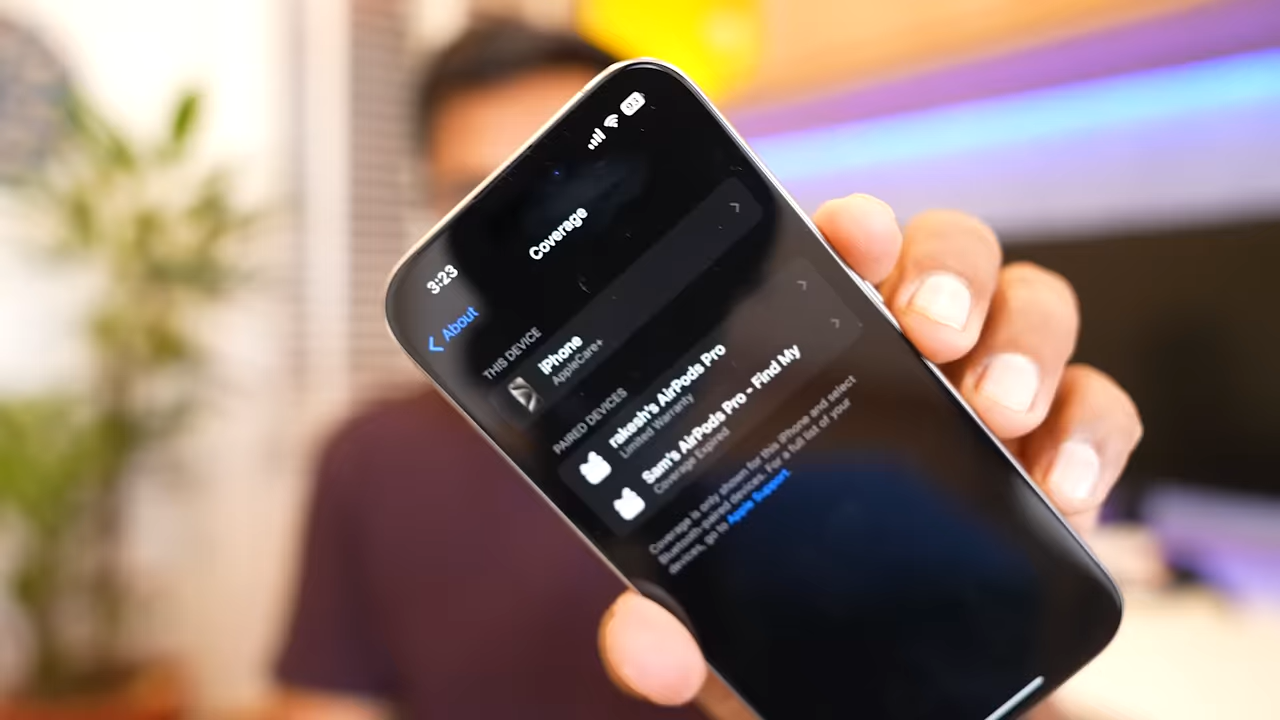 3:23
93
About
Coverage
THIS DEVICE
iPhone
AppleCare+
PAIRED DEVICES
rakesh's AirPods Pro
Limited Warranty
Sam's AirPods Pro - Find My
Coverage Expired
Coverage is only shown for this iPhone and select
Bluetooth-paired devices. For a full list of your
devices, go to Apple Support.